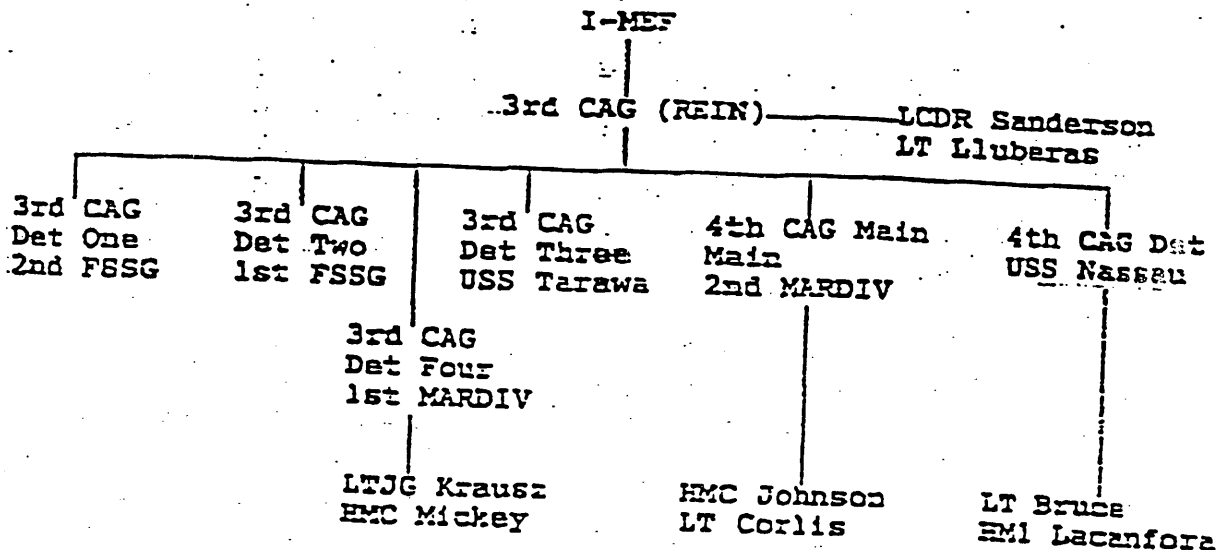 I-MEF
3rd CAG (REIN)
LCDR Sanderson
LT Lluberas
3rd CAG
Det One
2nd FSSG
3rd CAG
Det Two
1st FSSG
3rd CAG
Det Three
USS Tarawa
4th CAG Main
Main
2nd MARDIV
4th CAG Det
USS Nassau
3rd CAG
Det Four
1st MARDIV
LTJG Krausz
HMC Mickey
HMC Johnson
LT Corlis
LT Bruce
HM1 Lacanfora